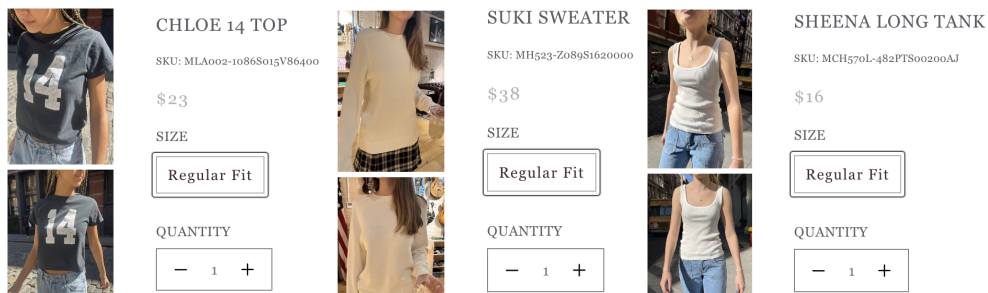 14
14
CHLOE 14 TOP
SKU: MLA002-1086S015V86400
$23
SIZE
Regular Fit
QUANTITY
− 1 +
SUKI SWEATER
SKU: MH523-Z089S1620000
$38
SIZE
Regular Fit
QUANTITY
− 1 +
SHEENA LONG TANK
SKU: MCH570L-482PTS00200AJ
$16
SIZE
Regular Fit
QUANTITY
− 1 +